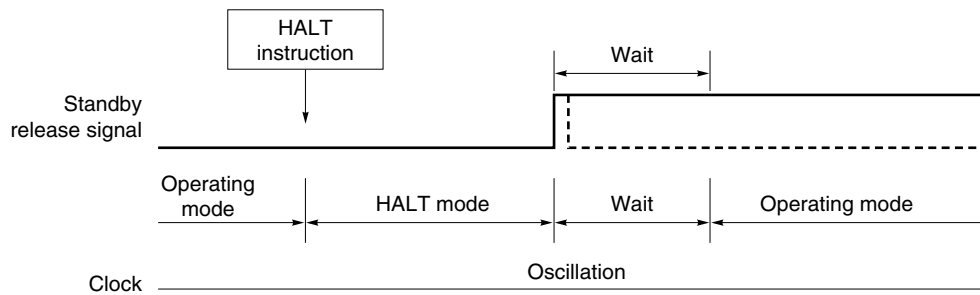 HALT
instruction
Wait
Standby
release signal
Operating
mode
HALT mode
Wait
Operating mode
Oscillation
Clock